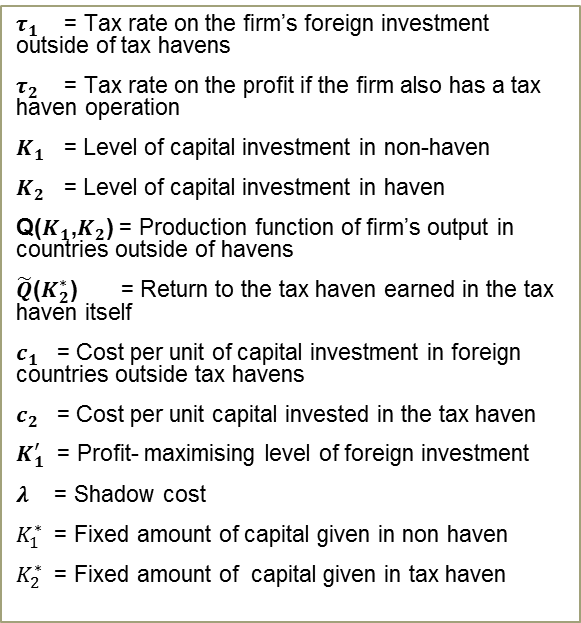 τ₁ = Tax rate on the firm's foreign investment
outside of tax havens
τ₂ = Tax rate on the profit if the firm also has a tax
haven operation
K₁ = Level of capital investment in non-haven
K₂ = Level of capital investment in haven
Q(K₁,K₂) = Production function of firm's output in
countries outside of havens
Q̃(K₂*) = Return to the tax haven earned in the tax
haven itself
c₁ = Cost per unit of capital investment in foreign
countries outside tax havens
c₂ = Cost per unit capital invested in the tax haven
K₁′ = Profit- maximising level of foreign investment
λ = Shadow cost
K₁* = Fixed amount of capital given in non haven
K₂* = Fixed amount of capital given in tax haven